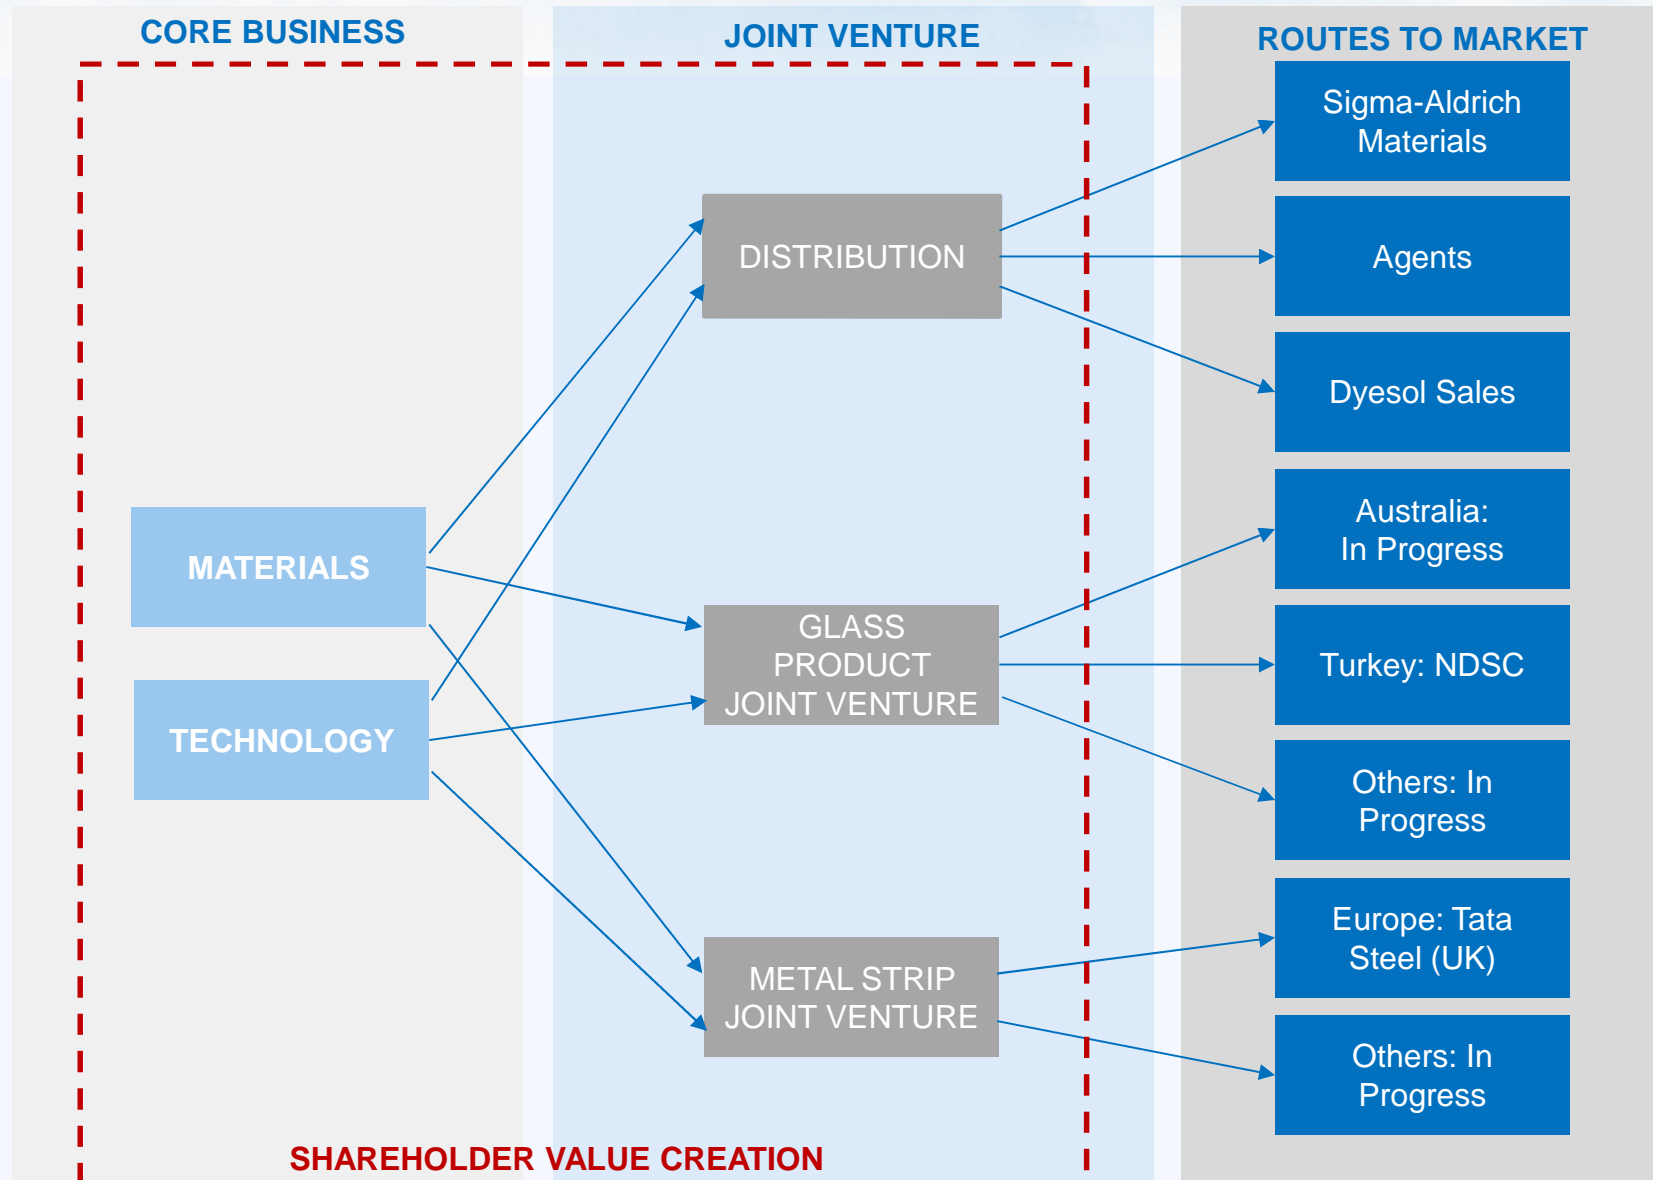 CORE BUSINESS
JOINT VENTURE
ROUTES TO MARKET
MATERIALS
TECHNOLOGY
DISTRIBUTION
GLASS
PRODUCT
JOINT VENTURE
METAL STRIP
JOINT VENTURE
Sigma-Aldrich
Materials
Agents
Dyesol Sales
Australia:
In Progress
Turkey: NDSC
Others: In
Progress
Europe: Tata
Steel (UK)
Others: In
Progress
SHAREHOLDER VALUE CREATION